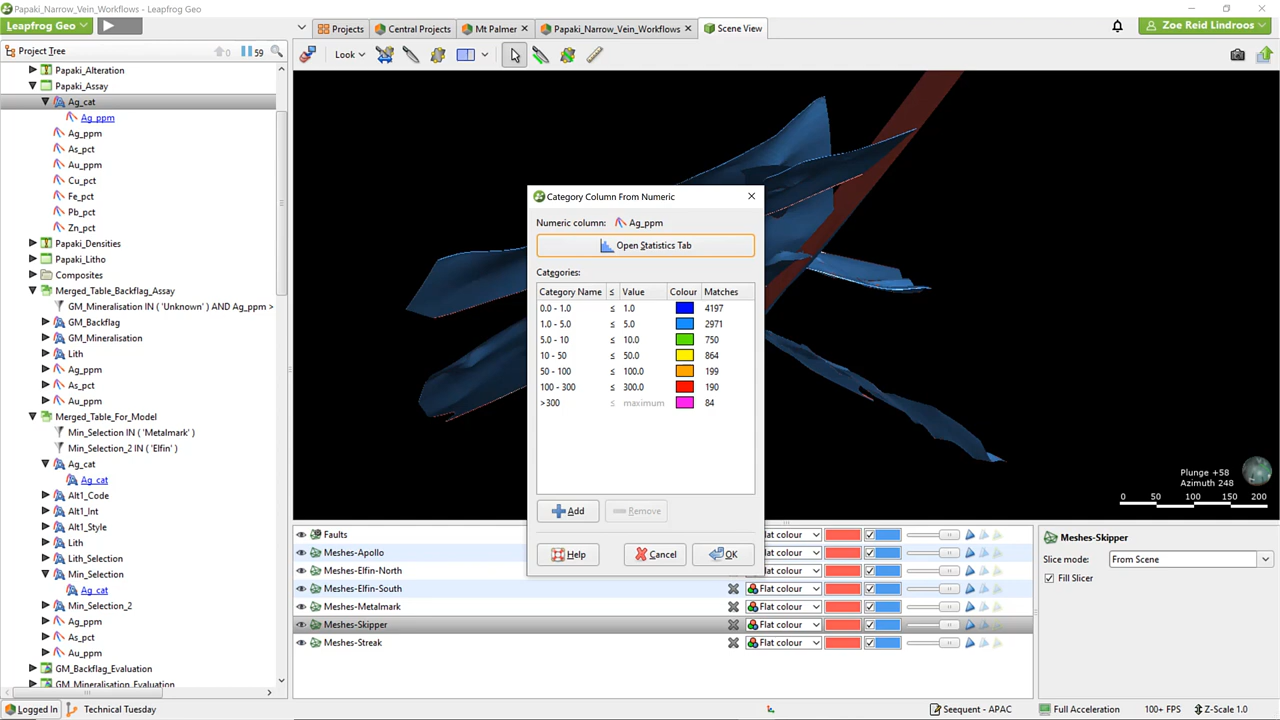 Papaki_Narrow_Vein_Workflows - Leapfrog Geo
Leapfrog Geo
Projects
Central Projects
Mt Palmer
Papaki_Narrow_Vein_Workflows
Scene View
Zoe Reid Lindroos
Project Tree
0
59
Look
Papaki_Alteration
Papaki_Assay
Ag_cat
Ag_ppm
Ag_ppm
As_pct
Au_ppm
Cu_pct
Fe_pct
Pb_pct
Zn_pct
Papaki_Densities
Papaki_Litho
Composites
Merged_Table_Backflag_Assay
GM_Mineralisation IN ( 'Unknown' ) AND Ag_ppm >
GM_Backflag
GM_Mineralisation
Lith
Ag_ppm
As_pct
Au_ppm
Merged_Table_For_Model
Min_Selection IN ( 'Metalmark' )
Min_Selection_2 IN ( 'Elfin' )
Ag_cat
Ag_cat
Alt1_Code
Alt1_Int
Alt1_Style
Lith
Lith_Selection
Min_Selection
Ag_cat
Min_Selection_2
Ag_ppm
As_pct
Au_ppm
GM_Backflag_Evaluation
GM_Mineralisation_Evaluation
Category Column From Numeric
Numeric column: Ag_ppm
Open Statistics Tab
Categories:
Category Name ≤ Value Colour Matches
0.0 - 1.0 ≤ 1.0 4197
1.0 - 5.0 ≤ 5.0 2971
5.0 - 10 ≤ 10.0 750
10 - 50 ≤ 50.0 864
50 - 100 ≤ 100.0 199
100 - 300 ≤ 300.0 190
>300 ≤ maximum 84
Add
Remove
Help
Cancel
OK
Plunge +58
Azimuth 248
0 50 100 150 200
Faults Flat colour
Meshes-Apollo Flat colour
Meshes-Elfin-North Flat colour
Meshes-Elfin-South Flat colour
Meshes-Metalmark Flat colour
Meshes-Skipper Flat colour
Meshes-Streak Flat colour
Meshes-Skipper
Slice mode: From Scene
Fill Slicer
Logged In
Technical Tuesday
Seequent - APAC
Full Acceleration
100+ FPS
Z-Scale 1.0